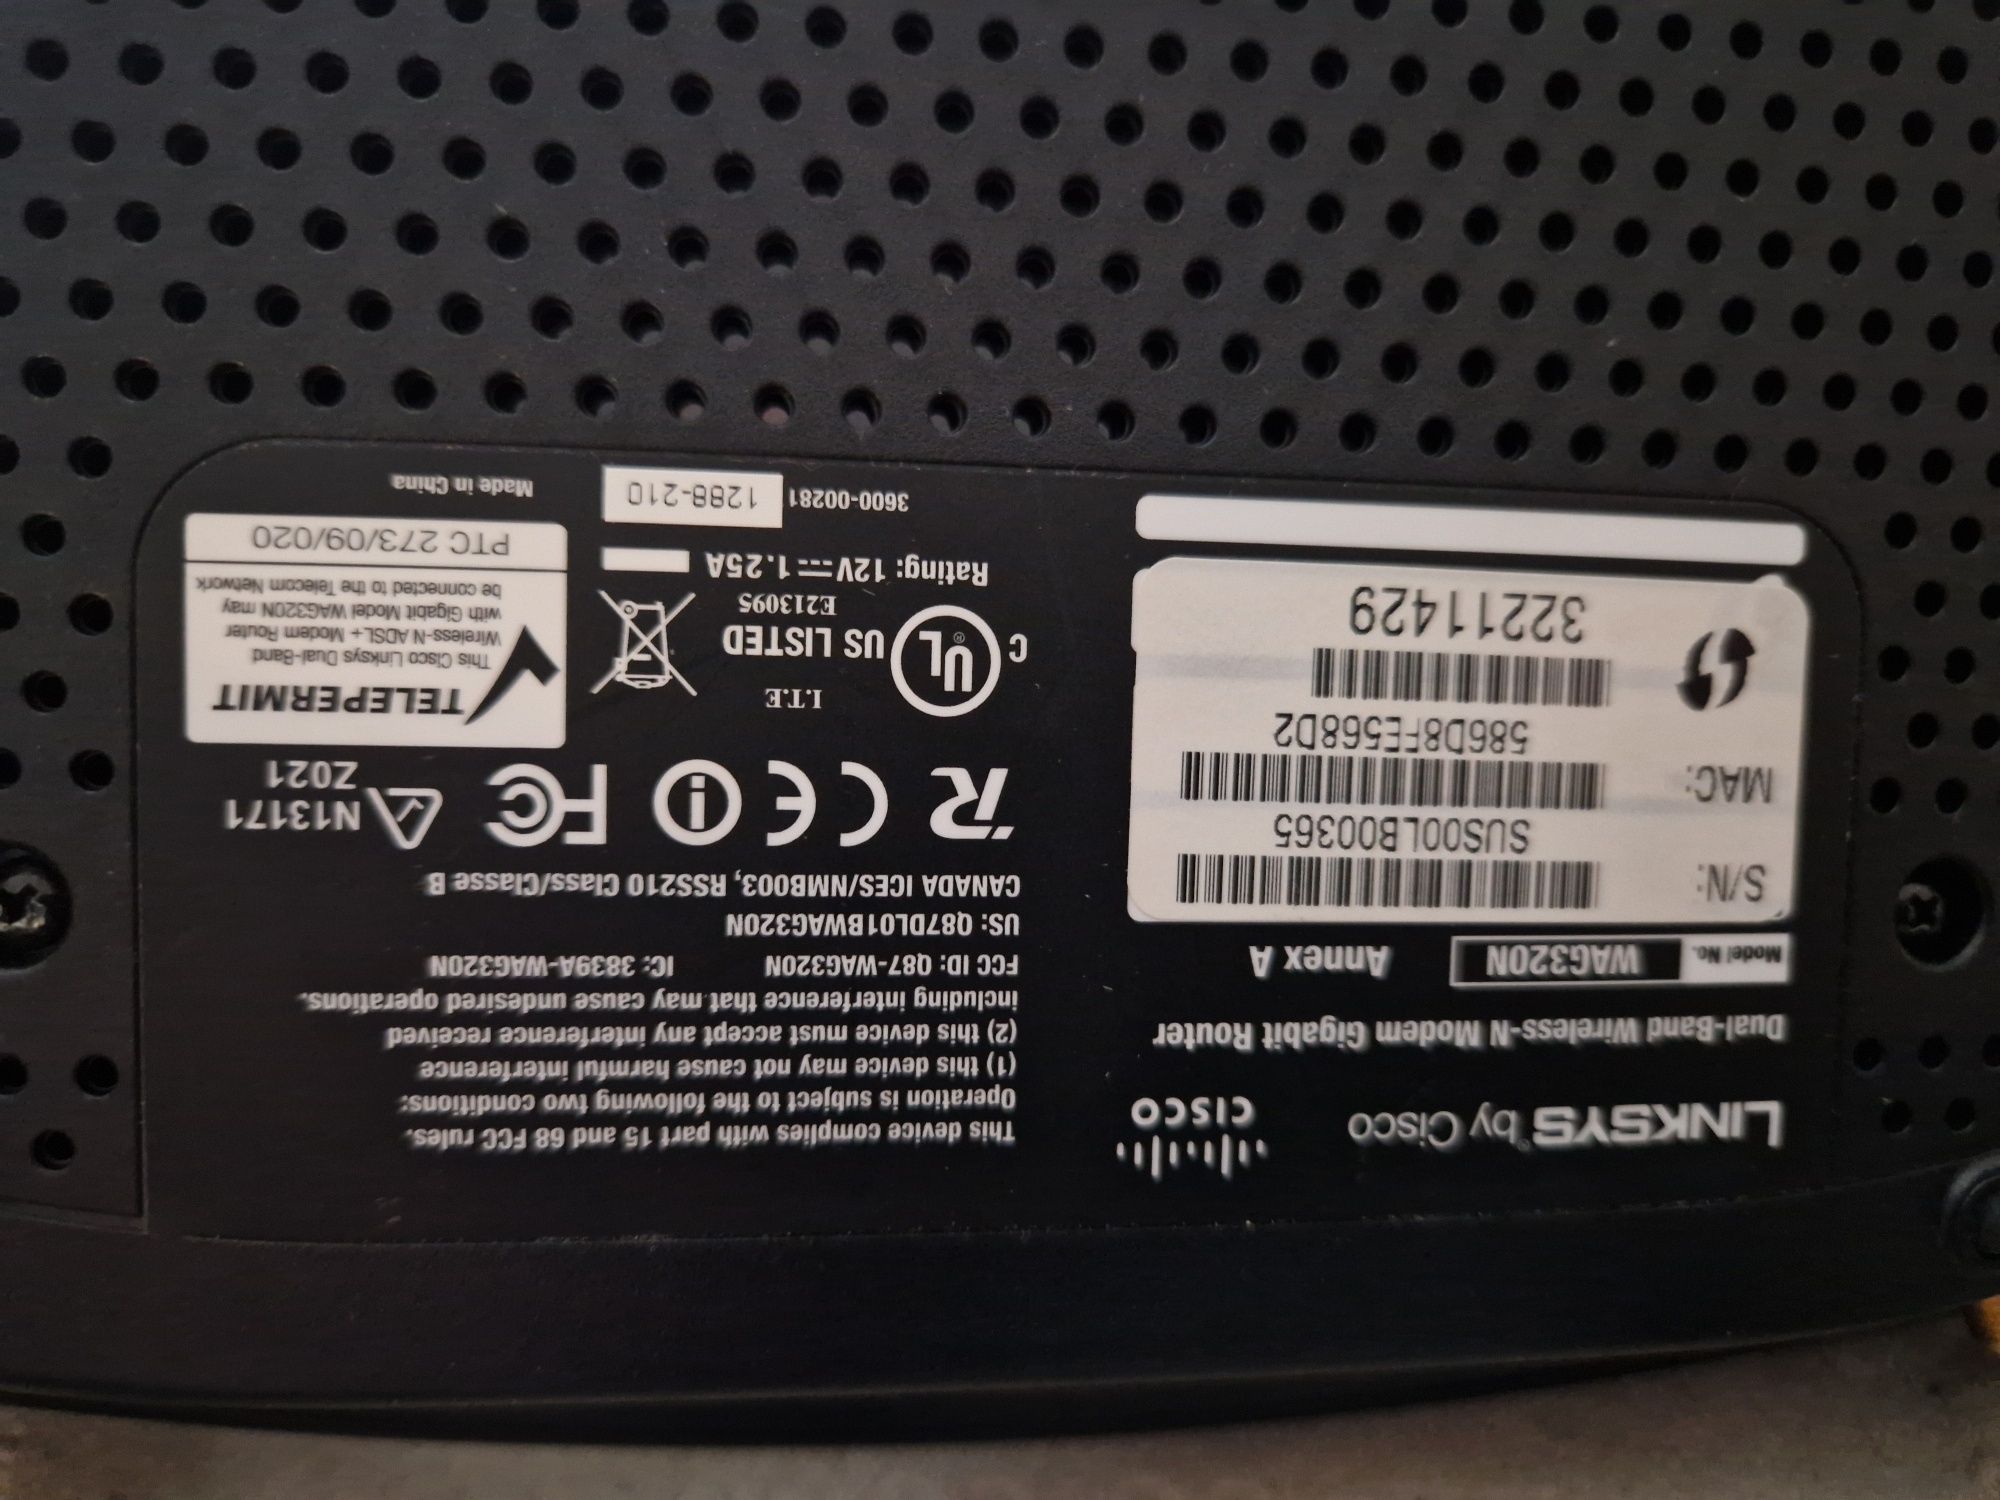 LINKSYS® by Cisco
CISCO
Dual-Band Wireless-N Modem Gigabit Router
Model No. WAG320N Annex A
S/N:
SUS00LB00365
MAC:
586D8FE568D2
32211429
This device complies with part 15 and 68 FCC rules.
Operation is subject to the following two conditions:
(1) this device may not cause harmful interference
(2) this device must accept any interference received
including interference that may cause undesired operations.
FCC ID: Q87-WAG320N IC: 3839A-WAG320N
US: Q87DL01BWAG320N
CANADA ICES/NMB003, RSS210 Class/Classe B
CE FC N13171
Z021
I.T.E
C UL® US LISTED
E213095
Rating: 12V⎓1.25A
3600-00281 1288-210
TELEPERMIT
This Cisco Linksys Dual-Band
Wireless-N ADSL+ Modem Router
with Gigabit Model WAG320N may
be connected to the Telecom Network
PTC 273/09/020
Made in China